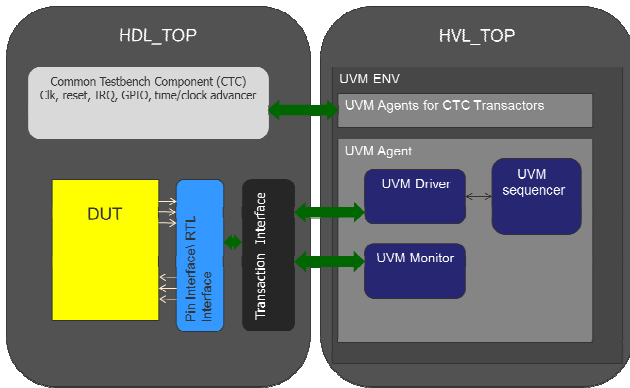 HDL_TOP
HVL_TOP
Common Testbench Component (CTC)
Clk, reset, IRQ, GPIO, time/clock advancer
UVM ENV
UVM Agents for CTC Transactors
UVM Agent
UVM Driver
UVM
sequencer
UVM Monitor
DUT
Pin Interface\ RTL
Interface
Transaction Interface